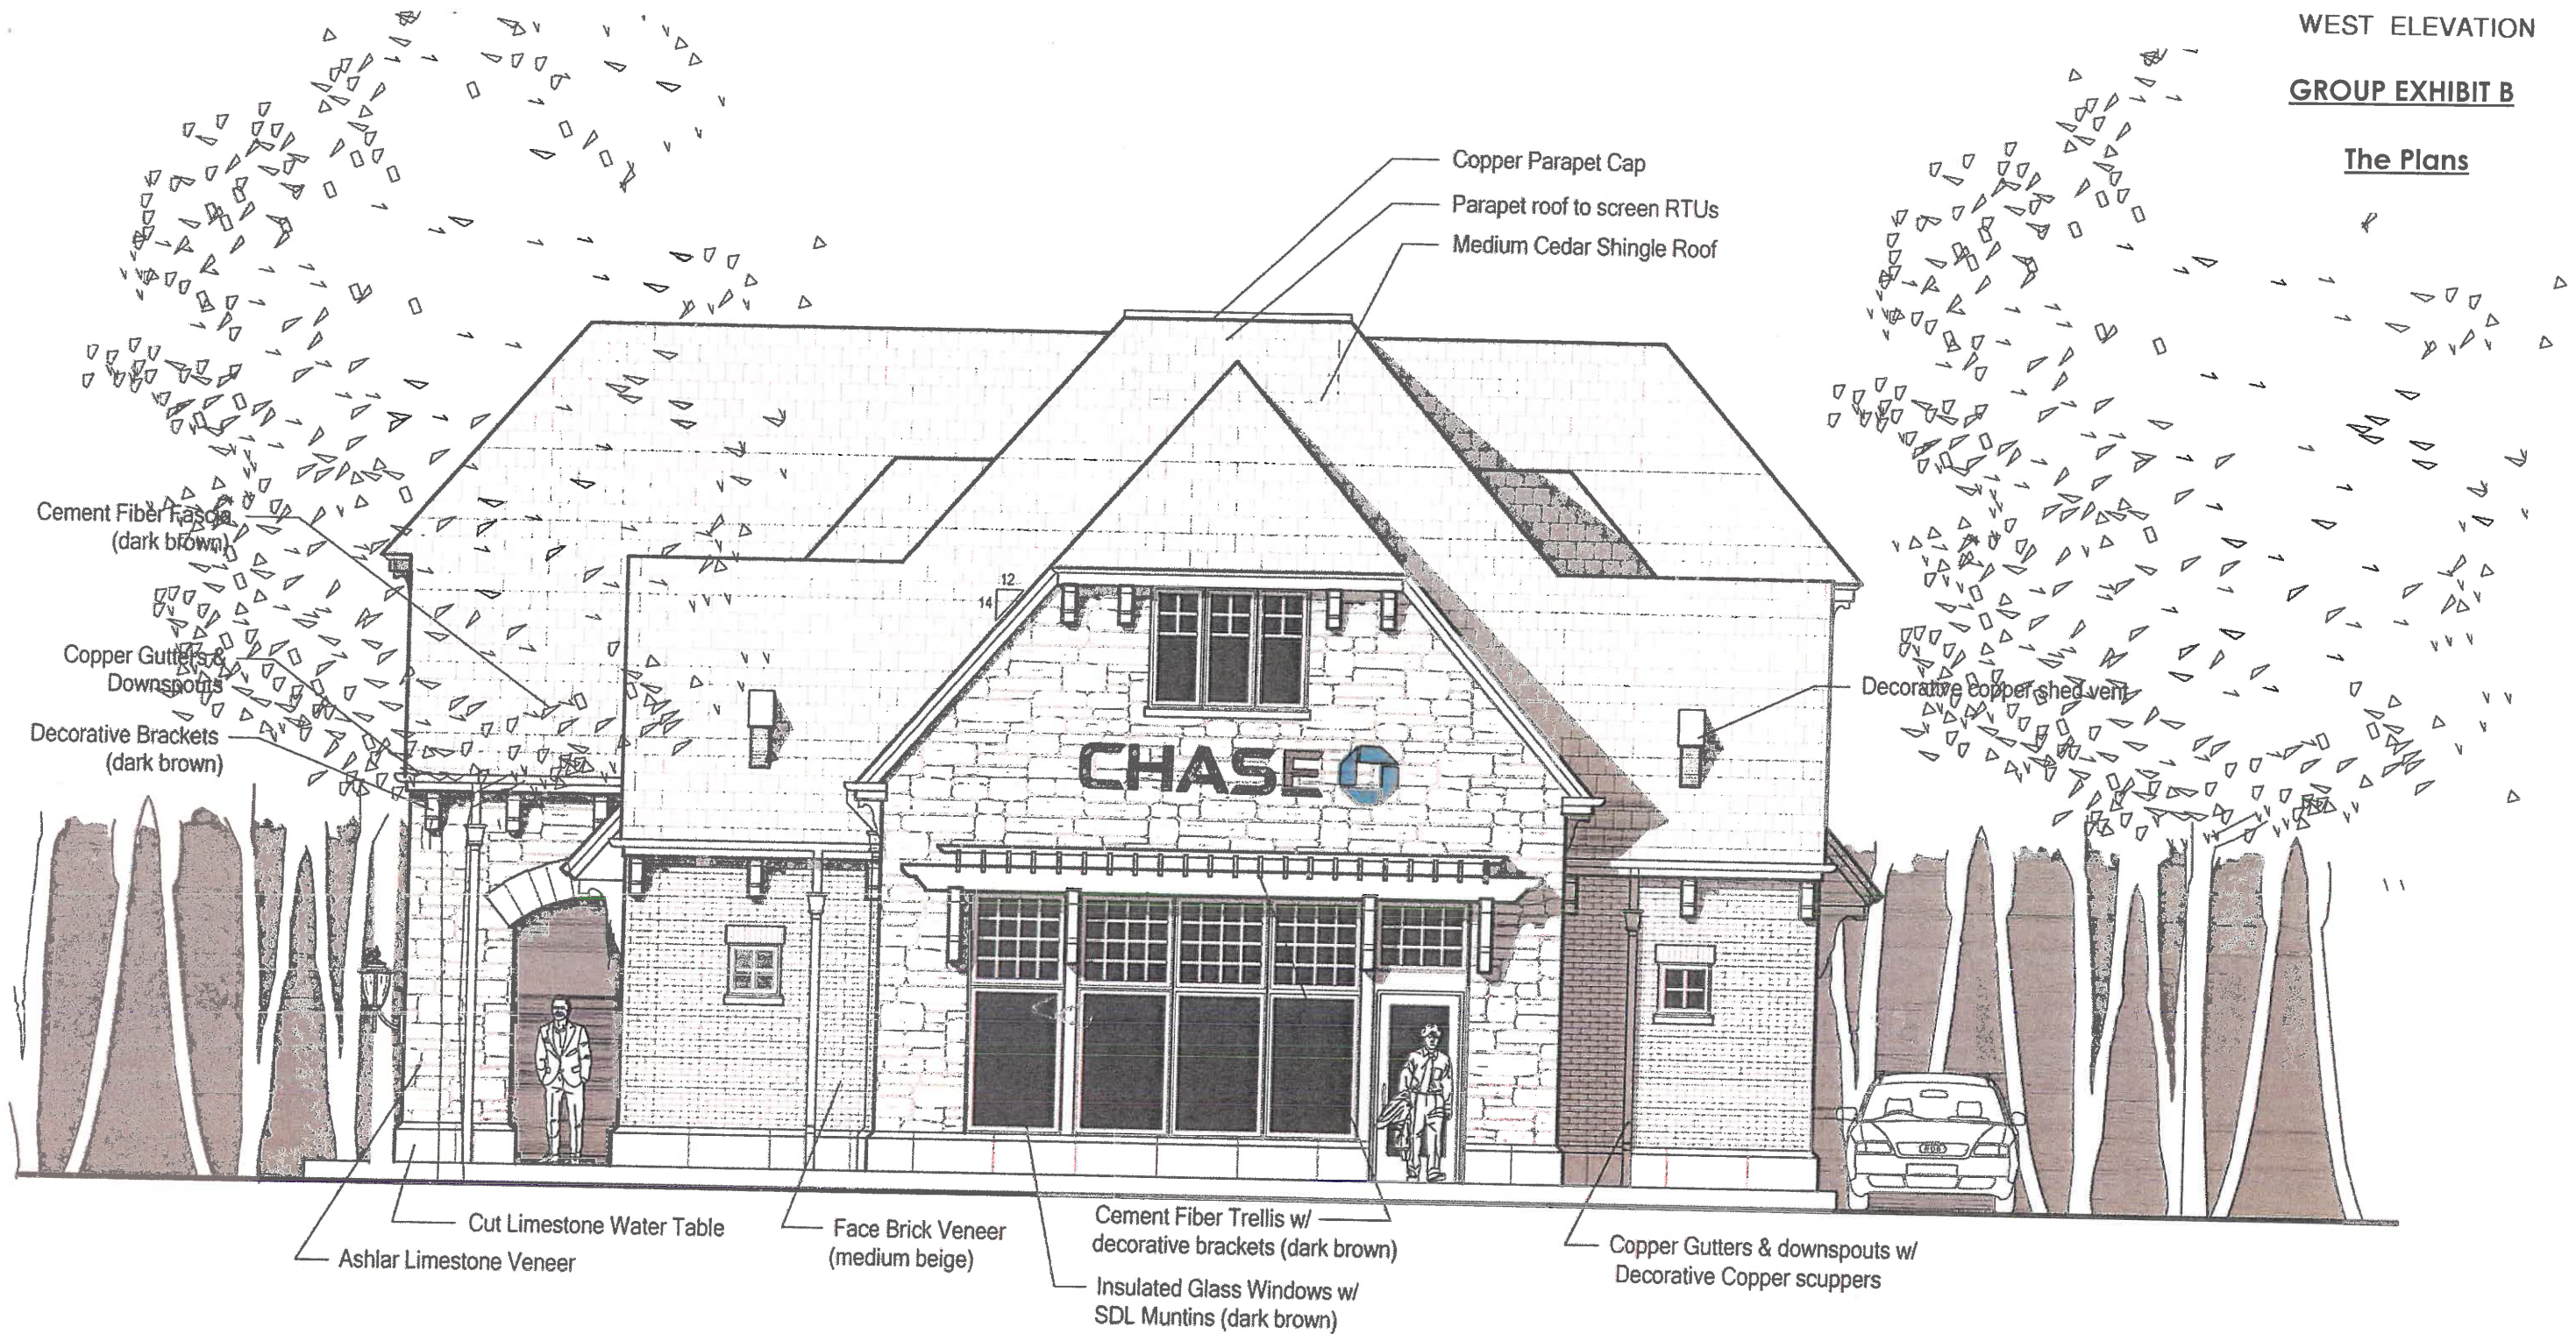 WEST ELEVATION
GROUP EXHIBIT B
The Plans
Copper Parapet Cap
Parapet roof to screen RTUs
Medium Cedar Shingle Roof
Cement Fiber Fascia
(dark brown)
12
14
Copper Gutters &
Downspouts
Decorative Brackets
(dark brown)
Decorative copper shed vent
CHASE
Cut Limestone Water Table
Ashlar Limestone Veneer
Face Brick Veneer
(medium beige)
Cement Fiber Trellis w/
decorative brackets (dark brown)
Insulated Glass Windows w/
SDL Muntins (dark brown)
Copper Gutters & downspouts w/
Decorative Copper scuppers